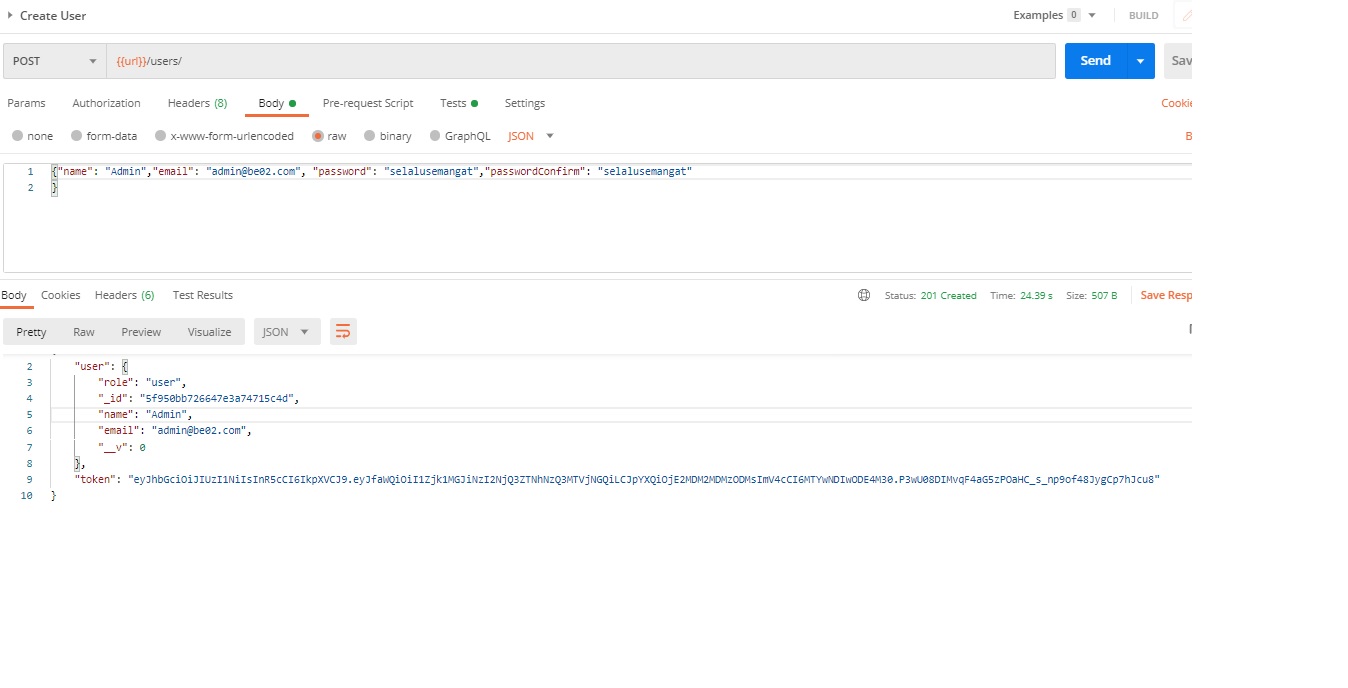 Create User
Examples 0 BUILD
POST {{url}}/users/ Send Sav
Params Authorization Headers (8) Body Pre-request Script Tests Settings Cookie
none form-data x-www-form-urlencoded raw binary GraphQL JSON B
1 {"name": "Admin","email": "admin@be02.com", "password": "selalusemangat","passwordConfirm": "selalusemangat"
2 }
Body Cookies Headers (6) Test Results Status: 201 Created Time: 24.39 s Size: 507 B Save Resp
Pretty Raw Preview Visualize JSON
2 "user": {
3 "role": "user",
4 "_id": "5f950bb726647e3a74715c4d",
5 "name": "Admin",
6 "email": "admin@be02.com",
7 "__v": 0
8 },
9 "token": "eyJhbGciOiJIUzI1NiIsInR5cCI6IkpXVCJ9.eyJfaWQiOiI1Zjk1MGJiNzI2NjQ3ZTNhNzQ3MTVjNGQiLCJpYXQiOjE2MDM2MDMzODMsImV4cCI6MTYwNDIwODE4M30.P3wU08DIMvqF4aG5zPOaHC_s_np9of48JygCp7hJcu8"
10 }